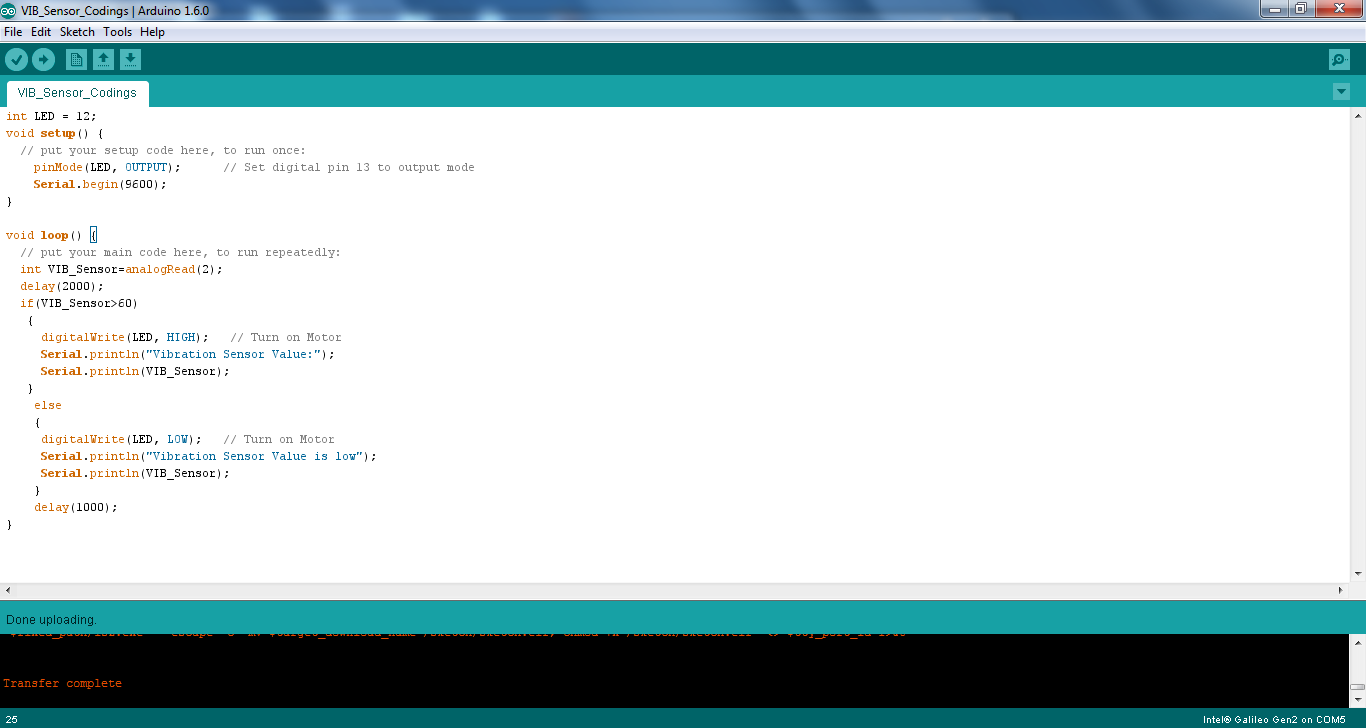 VIB_Sensor_Codings | Arduino 1.6.0
File Edit Sketch Tools Help
VIB_Sensor_Codings
int LED = 12;
void setup() {
  // put your setup code here, to run once:
    pinMode(LED, OUTPUT);      // Set digital pin 13 to output mode
    Serial.begin(9600);
}
void loop() {
  // put your main code here, to run repeatedly:
  int VIB_Sensor=analogRead(2);
  delay(2000);
  if(VIB_Sensor>60)
   {
     digitalWrite(LED, HIGH);   // Turn on Motor
     Serial.println("Vibration Sensor Value:");
     Serial.println(VIB_Sensor);
   }
    else
    {
     digitalWrite(LED, LOW);   // Turn on Motor
     Serial.println("Vibration Sensor Value is low");
     Serial.println(VIB_Sensor);
    }
    delay(1000);
}
Done uploading.
Transfer complete
25
Intel® Galileo Gen2 on COM5